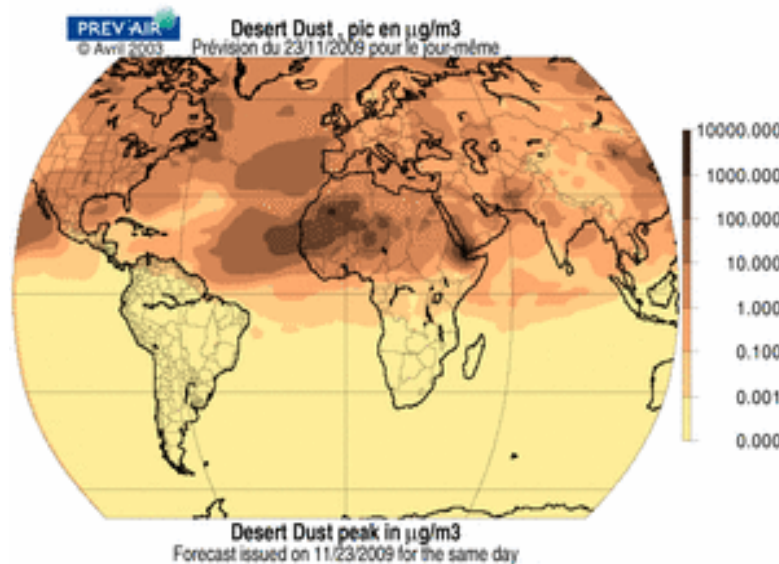 PREV'AIR
© Avril 2003
Desert Dust , pic en µg/m3
Prévision du 23/11/2009 pour le jour-même
10000.000
1000.000
100.000
10.000
1.000
0.100
0.001
0.000
Desert Dust peak in µg/m3
Forecast issued on 11/23/2009 for the same day